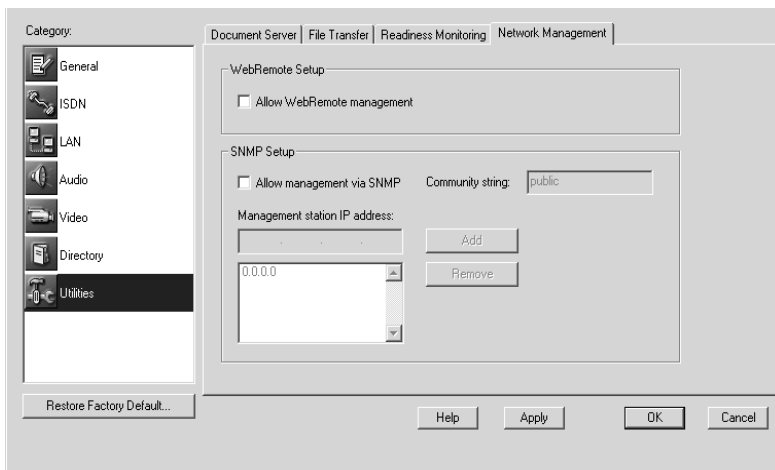 Category:
General
ISDN
LAN
Audio
Video
Directory
Utilities
Restore Factory Default...
Document Server
File Transfer
Readiness Monitoring
Network Management
WebRemote Setup
Allow WebRemote management
SNMP Setup
Allow management via SNMP
Community string:
public
Management station IP address:
. . .
Add
0.0.0.0
Remove
Help
Apply
OK
Cancel